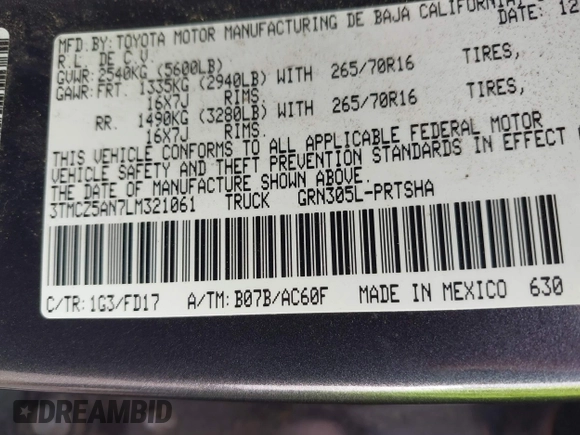 MFD.BY: TOYOTA MOTOR MANUFACTURING DE BAJA CALIFORNIA
R.L. DE C.V. DATE: 12
GVWR: 2540KG (5600LB)
GAWR: FRT. 1335KG (2940LB) WITH 265/70R16 TIRES,
16X7J RIMS.
RR. 1490KG (3280LB) WITH 265/70R16 TIRES,
16X7J RIMS.
THIS VEHICLE CONFORMS TO ALL APPLICABLE FEDERAL MOTOR
VEHICLE SAFETY AND THEFT PREVENTION STANDARDS IN EFFECT
THE DATE OF MANUFACTURE SHOWN ABOVE.
3TMCZ5AN7LM321061 TRUCK GRN305L-PRTSHA
C/TR: 1G3/FD17 A/TM: B07B/AC60F MADE IN MEXICO 630
DREAMBID